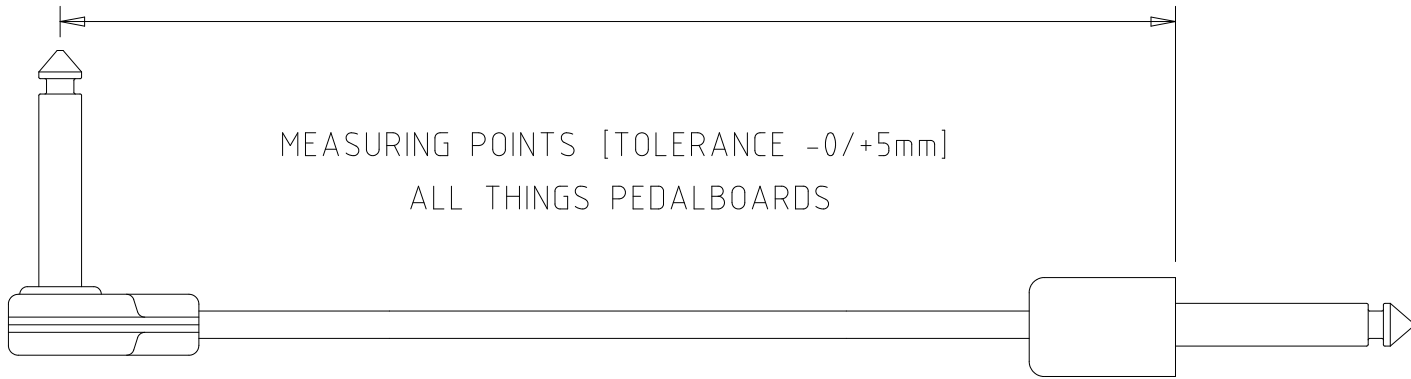 MEASURING POINTS [TOLERANCE -0/+5mm]
ALL THINGS PEDALBOARDS